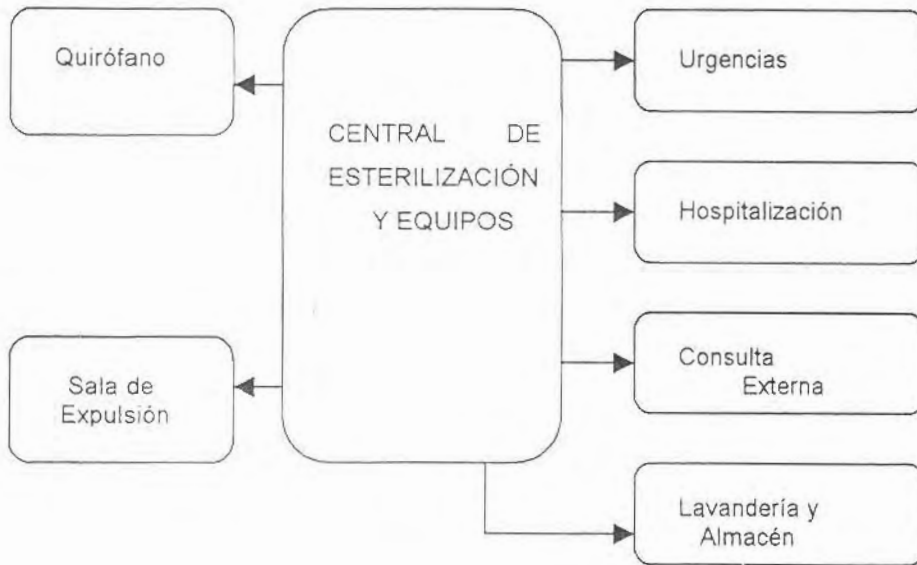 Quirófano
CENTRAL DE
ESTERILIZACIÓN
Y EQUIPOS
Urgencias
Hospitalización
Sala de
Expulsión
Consulta
Externa
Lavandería y
Almacén